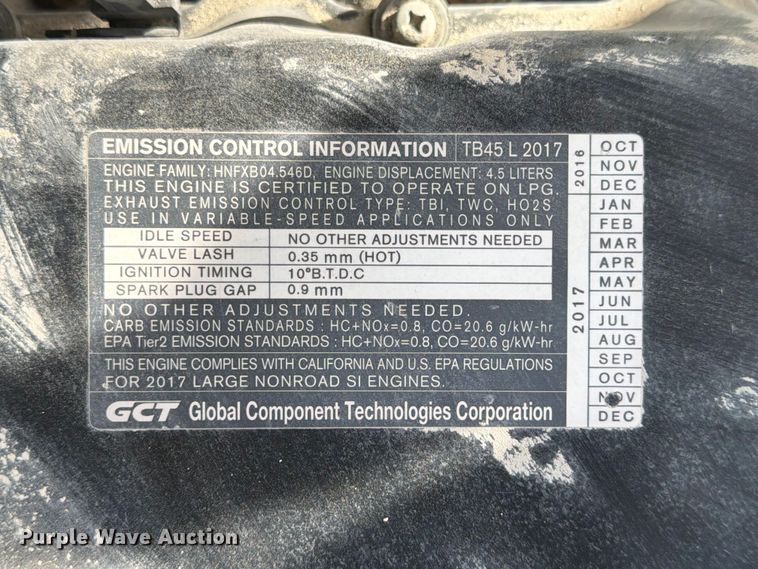 EMISSION CONTROL INFORMATION TB45 L 2017
ENGINE FAMILY: HNFXB04.546D, ENGINE DISPLACEMENT: 4.5 LITERS
THIS ENGINE IS CERTIFIED TO OPERATE ON LPG.
EXHAUST EMISSION CONTROL TYPE: TBI, TWC, HO2S
USE IN VARIABLE-SPEED APPLICATIONS ONLY
IDLE SPEED NO OTHER ADJUSTMENTS NEEDED
VALVE LASH 0.35 mm (HOT)
IGNITION TIMING 10°B.T.D.C
SPARK PLUG GAP 0.9 mm
NO OTHER ADJUSTMENTS NEEDED.
CARB EMISSION STANDARDS : HC+NOx=0.8, CO=20.6 g/kW-hr
EPA Tier2 EMISSION STANDARDS : HC+NOx=0.8, CO=20.6 g/kW-hr
THIS ENGINE COMPLIES WITH CALIFORNIA AND U.S. EPA REGULATIONS
FOR 2017 LARGE NONROAD SI ENGINES.
GCT Global Component Technologies Corporation
2016
OCT
NOV
DEC
2017
JAN
FEB
MAR
APR
MAY
JUN
JUL
AUG
SEP
OCT
NOV
DEC
Purple Wave Auction